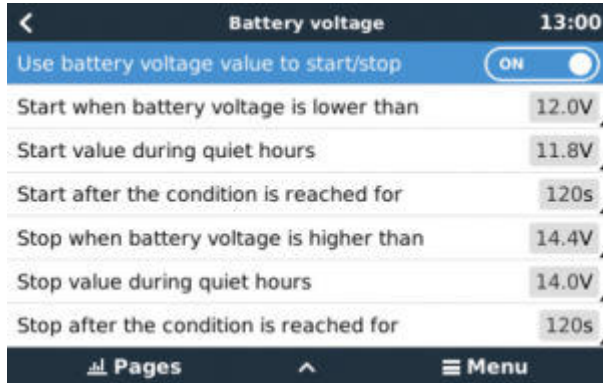 Battery voltage 13:00
Use battery voltage value to start/stop ON
Start when battery voltage is lower than 12.0V
Start value during quiet hours 11.8V
Start after the condition is reached for 120s
Stop when battery voltage is higher than 14.4V
Stop value during quiet hours 14.0V
Stop after the condition is reached for 120s
Pages Menu